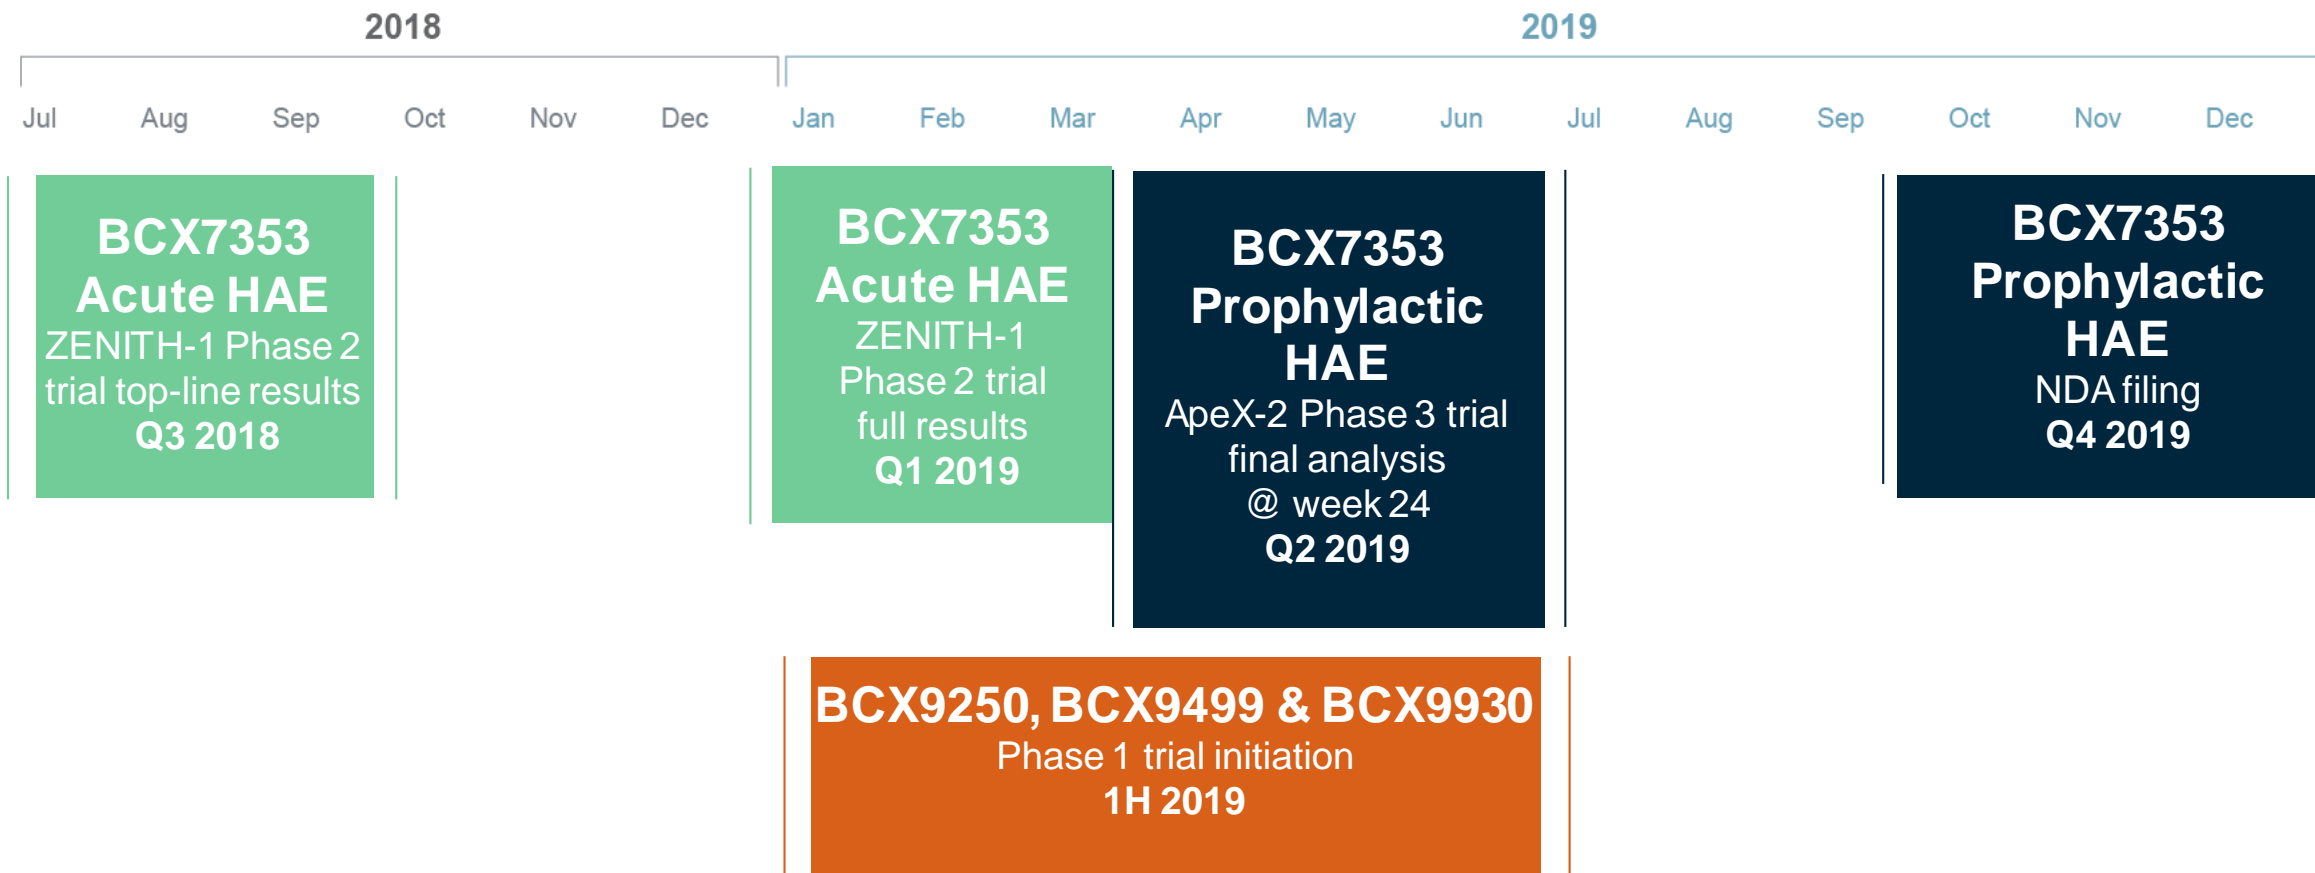 2018
2019
Jul Aug Sep Oct Nov Dec Jan Feb Mar Apr May Jun Jul Aug Sep Oct Nov Dec
BCX7353
Acute HAE
ZENITH-1 Phase 2
trial top-line results
Q3 2018
BCX7353
Acute HAE
ZENITH-1
Phase 2 trial
full results
Q1 2019
BCX7353
Prophylactic
HAE
ApeX-2 Phase 3 trial
final analysis
@ week 24
Q2 2019
BCX7353
Prophylactic
HAE
NDA filing
Q4 2019
BCX9250, BCX9499 & BCX9930
Phase 1 trial initiation
1H 2019